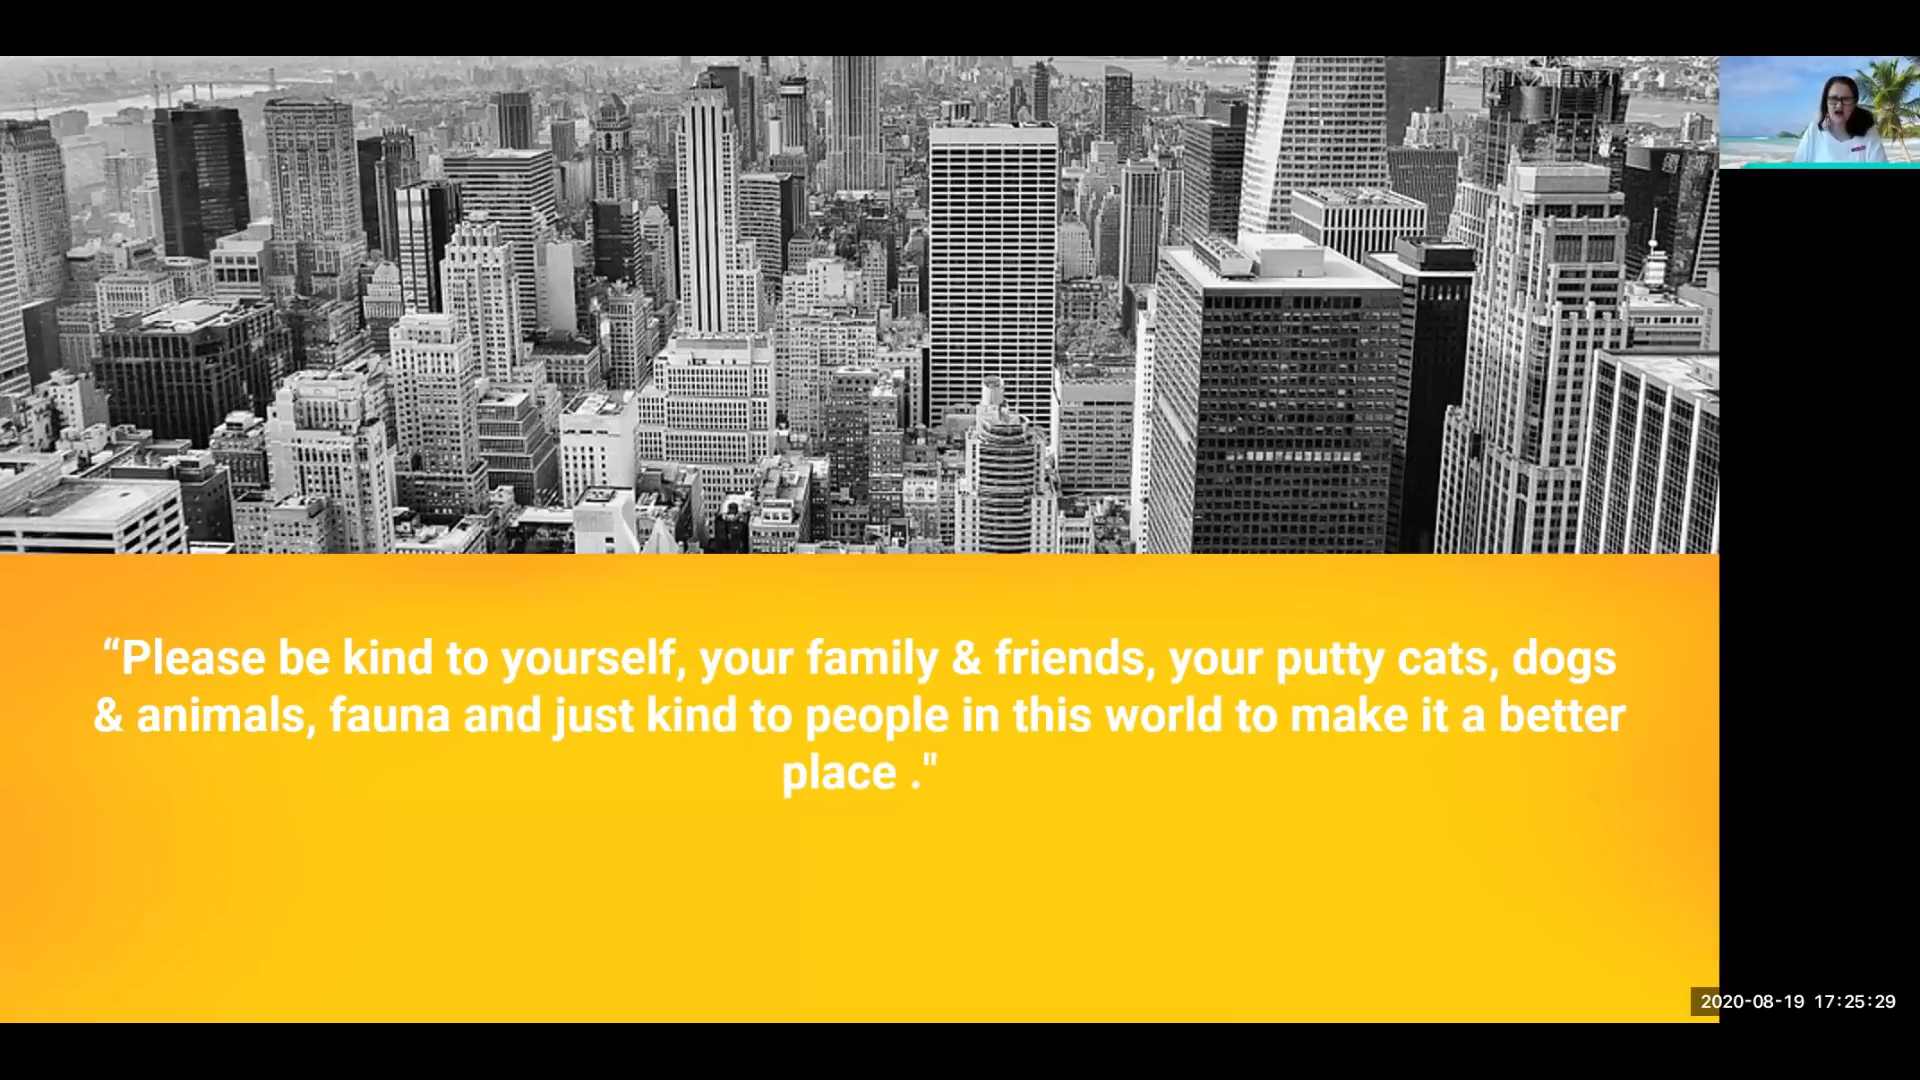 “Please be kind to yourself, your family & friends, your putty cats, dogs
& animals, fauna and just kind to people in this world to make it a better
place ."
2020-08-19 17:25:29